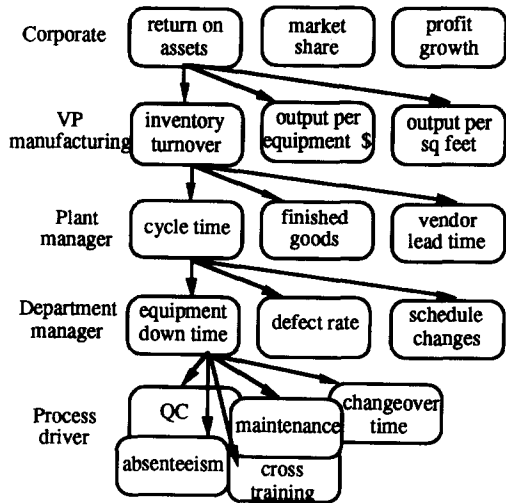 Corporate
return on
assets
market
share
profit
growth
VP
manufacturing
inventory
turnover
output per
equipment $
output per
sq feet
Plant
manager
cycle time
finished
goods
vendor
lead time
Department
manager
equipment
down time
defect rate
schedule
changes
Process
driver
QC
maintenance
changeover
time
absenteeism
cross
training